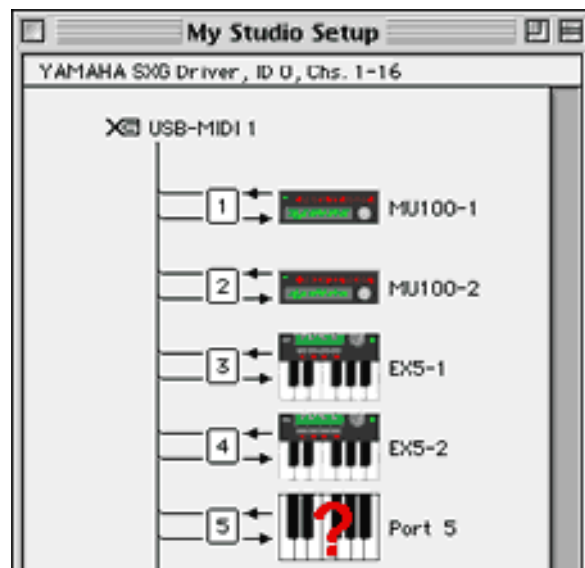 My Studio Setup
YAMAHA SXG Driver, ID 0, Chs. 1-16
USB-MIDI 1
1 MU100-1
2 MU100-2
3 EX5-1
4 EX5-2
5 ? Port 5